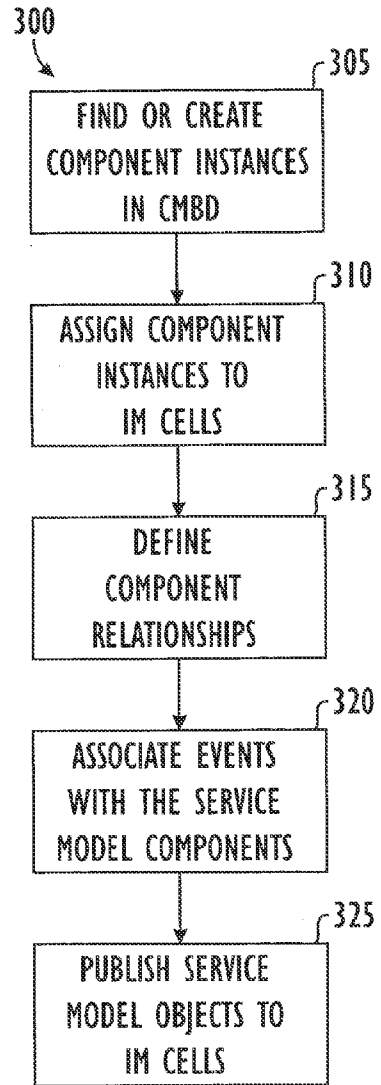 300
305
FIND OR CREATE
COMPONENT INSTANCES
IN CMBD
310
ASSIGN COMPONENT
INSTANCES TO
IM CELLS
315
DEFINE
COMPONENT
RELATIONSHIPS
320
ASSOCIATE EVENTS
WITH THE SERVICE
MODEL COMPONENTS
325
PUBLISH SERVICE
MODEL OBJECTS TO
IM CELLS